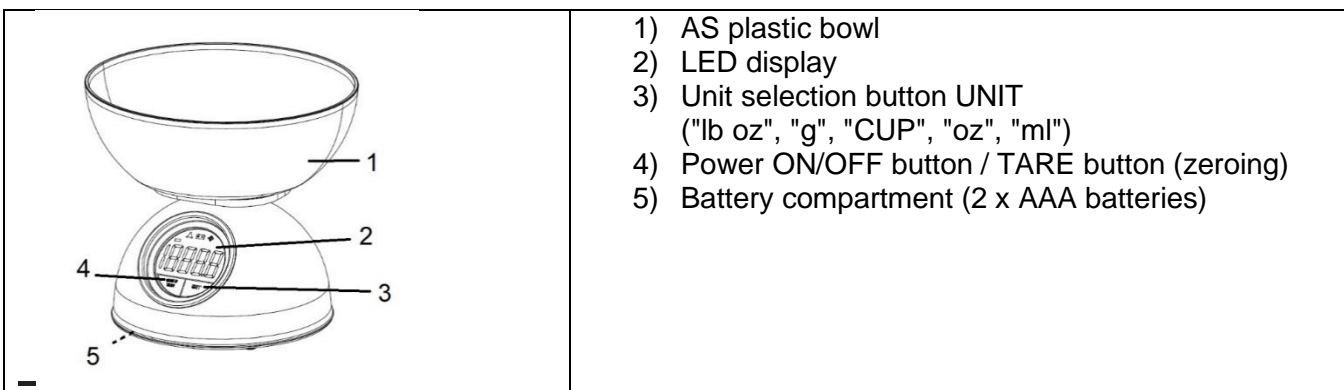 1
2
4
3
5
1) AS plastic bowl
2) LED display
3) Unit selection button UNIT
("lb oz", "g", "CUP", "oz", "ml")
4) Power ON/OFF button / TARE button (zeroing)
5) Battery compartment (2 x AAA batteries)